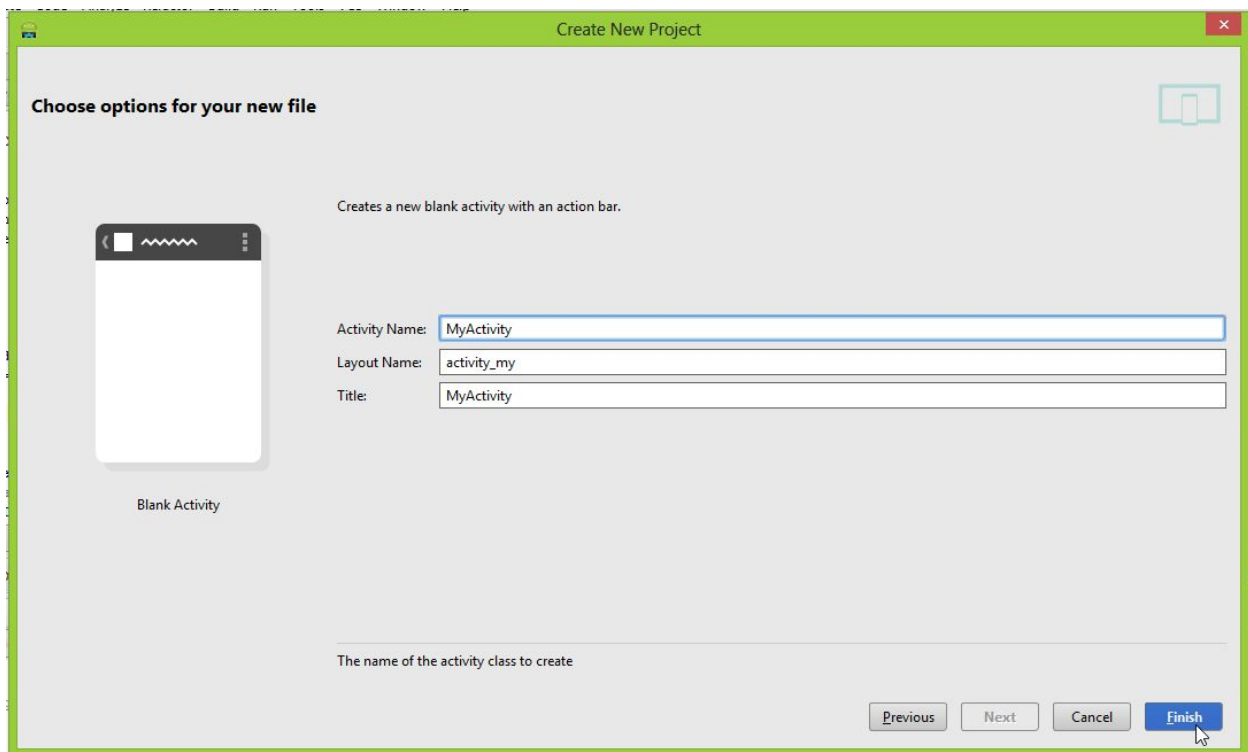 Create New Project
Choose options for your new file
Creates a new blank activity with an action bar.
Activity Name: MyActivity
Layout Name: activity_my
Title: MyActivity
Blank Activity
The name of the activity class to create
Previous Next Cancel Finish